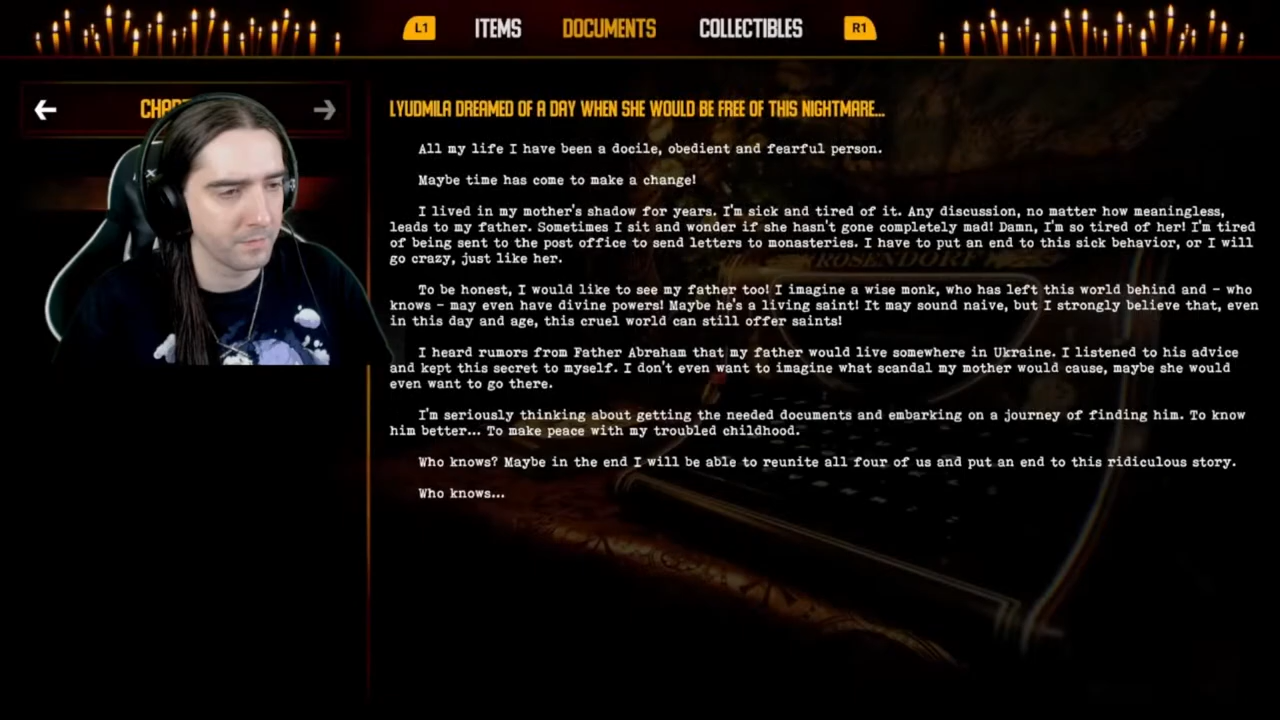 L1 ITEMS DOCUMENTS COLLECTIBLES R1
LYUDMILA DREAMED OF A DAY WHEN SHE WOULD BE FREE OF THIS NIGHTMARE...
All my life I have been a docile, obedient and fearful person.
Maybe time has come to make a change!
I lived in my mother's shadow for years. I'm sick and tired of it. Any discussion, no matter how meaningless,
leads to my father. Sometimes I sit and wonder if she hasn't gone completely mad! Damn, I'm so tired of her! I'm tired
of being sent to the post office to send letters to monasteries. I have to put an end to this sick behavior, or I will
go crazy, just like her.
ROSENDORF
To be honest, I would like to see my father too! I imagine a wise monk, who has left this world behind and - who
knows - may even have divine powers! Maybe he's a living saint! It may sound naive, but I strongly believe that, even
in this day and age, this cruel world can still offer saints!
I heard rumors from Father Abraham that my father would live somewhere in Ukraine. I listened to his advice
and kept this secret to myself. I don't even want to imagine what scandal my mother would cause, maybe she would
even want to go there.
I'm seriously thinking about getting the needed documents and embarking on a journey of finding him. To know
him better... To make peace with my troubled childhood.
Who knows? Maybe in the end I will be able to reunite all four of us and put an end to this ridiculous story.
Who knows...